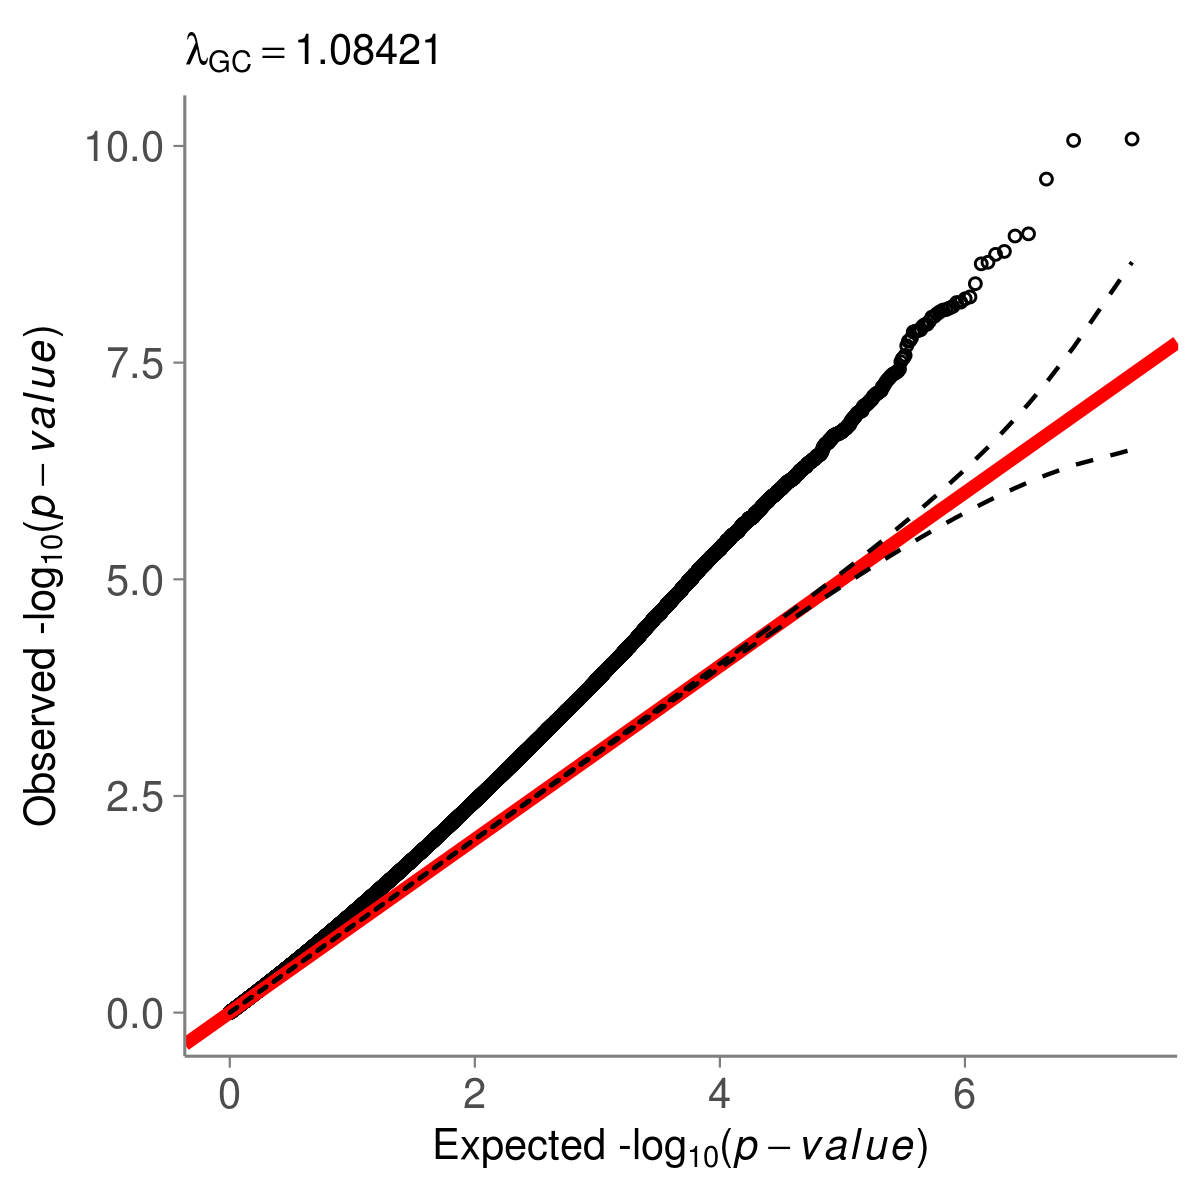 λGC = 1.08421
10.0
7.5
5.0
2.5
0.0
Observed -log10(p − value)
0 2 4 6
Expected -log10(p − value)